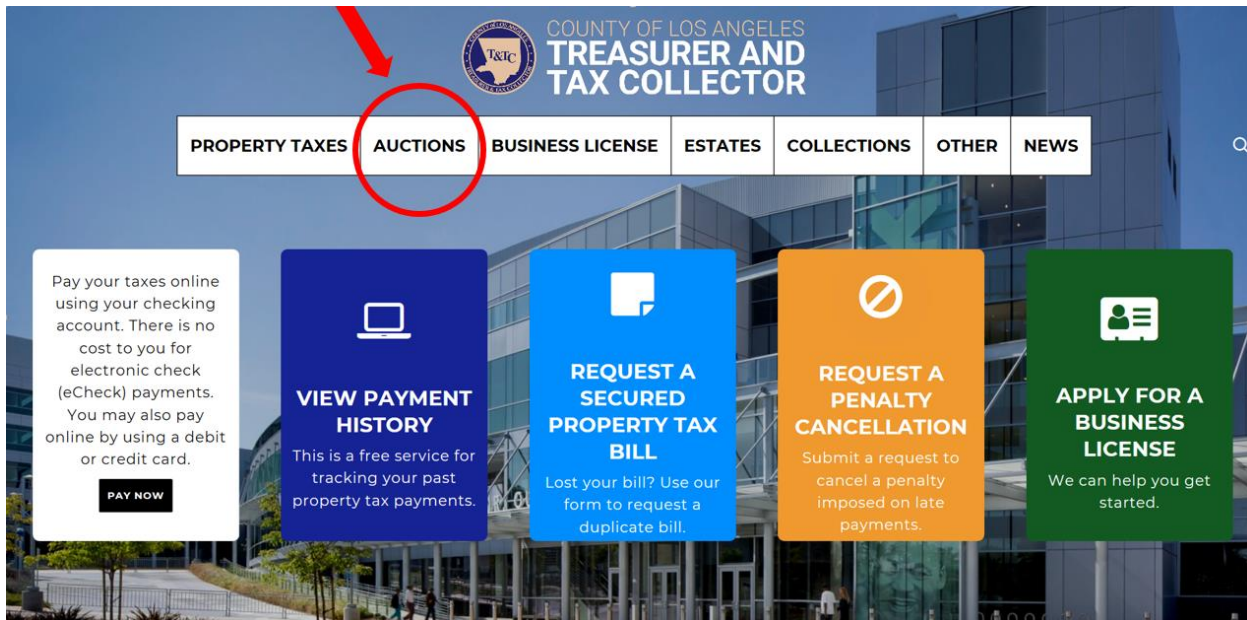 COUNTY OF LOS ANGELES
T&TC
TREASURER AND
TAX COLLECTOR
PROPERTY TAXES
AUCTIONS
BUSINESS LICENSE
ESTATES
COLLECTIONS
OTHER
NEWS
Pay your taxes online
using your checking
account. There is no
cost to you for
electronic check
(eCheck) payments.
You may also pay
online by using a debit
or credit card.
PAY NOW
VIEW PAYMENT
HISTORY
This is a free service for
tracking your past
property tax payments.
REQUEST A
SECURED
PROPERTY TAX
BILL
Lost your bill? Use our
form to request a
duplicate bill.
REQUEST A
PENALTY
CANCELLATION
Submit a request to
cancel a penalty
imposed on late
payments.
APPLY FOR A
BUSINESS
LICENSE
We can help you get
started.